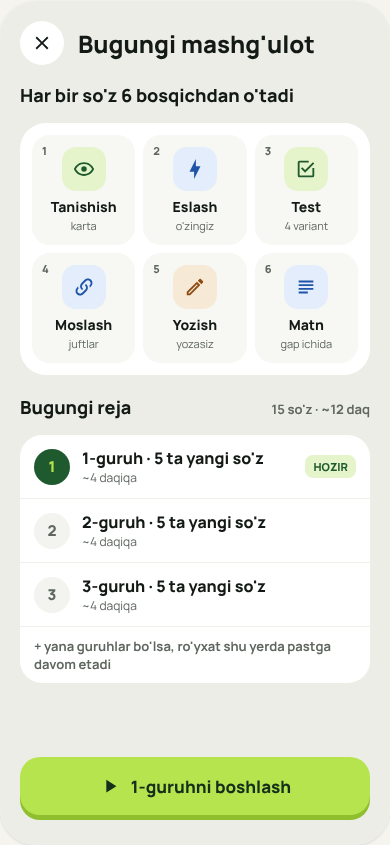 Bugungi mashg'ulot
Har bir so'z 6 bosqichdan o'tadi
1
Tanishish
karta
2
Eslash
o'zingiz
3
Test
4 variant
4
Moslash
juftlar
5
Yozish
yozasiz
6
Matn
gap ichida
Bugungi reja
15 so'z · ~12 daq
1
1-guruh · 5 ta yangi so'z
~4 daqiqa
HOZIR
2
2-guruh · 5 ta yangi so'z
~4 daqiqa
3
3-guruh · 5 ta yangi so'z
~4 daqiqa
+ yana guruhlar bo'lsa, ro'yxat shu yerda pastga
davom etadi
1-guruhni boshlash